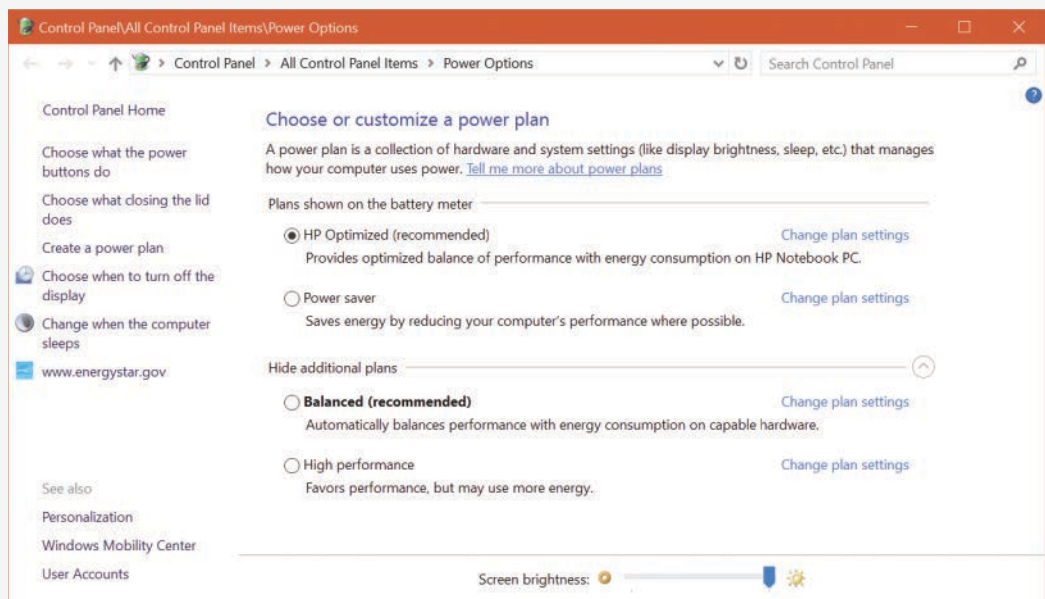 Control Panel\All Control Panel Items\Power Options
Control Panel > All Control Panel Items > Power Options
Search Control Panel
Control Panel Home
Choose what the power
buttons do
Choose what closing the lid
does
Create a power plan
Choose when to turn off the
display
Change when the computer
sleeps
www.energystar.gov
See also
Personalization
Windows Mobility Center
User Accounts
Choose or customize a power plan
A power plan is a collection of hardware and system settings (like display brightness, sleep, etc.) that manages
how your computer uses power. Tell me more about power plans
Plans shown on the battery meter
HP Optimized (recommended) Change plan settings
Provides optimized balance of performance with energy consumption on HP Notebook PC.
Power saver Change plan settings
Saves energy by reducing your computer's performance where possible.
Hide additional plans
Balanced (recommended) Change plan settings
Automatically balances performance with energy consumption on capable hardware.
High performance Change plan settings
Favors performance, but may use more energy.
Screen brightness: